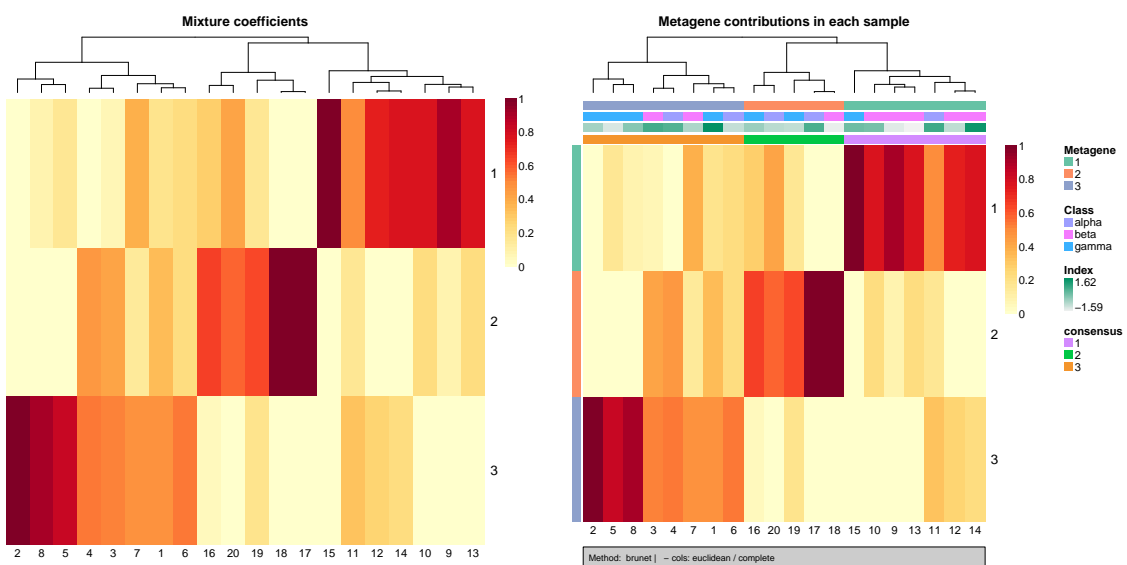 Mixture coefficients
1
0.8
0.6
0.4
0.2
0
1
2
3
2 8 5 4 3 7 1 6 16 20 19 18 17 15 11 12 14 10 9 13
Metagene contributions in each sample
1
0.8
0.6
0.4
0.2
0
1
2
3
2 5 8 3 4 7 1 6 16 20 19 17 18 15 10 9 13 11 12 14
Metagene
1
2
3
Class
alpha
beta
gamma
Index
1.62
−1.59
consensus
1
2
3
Method: brunet | − cols: euclidean / complete